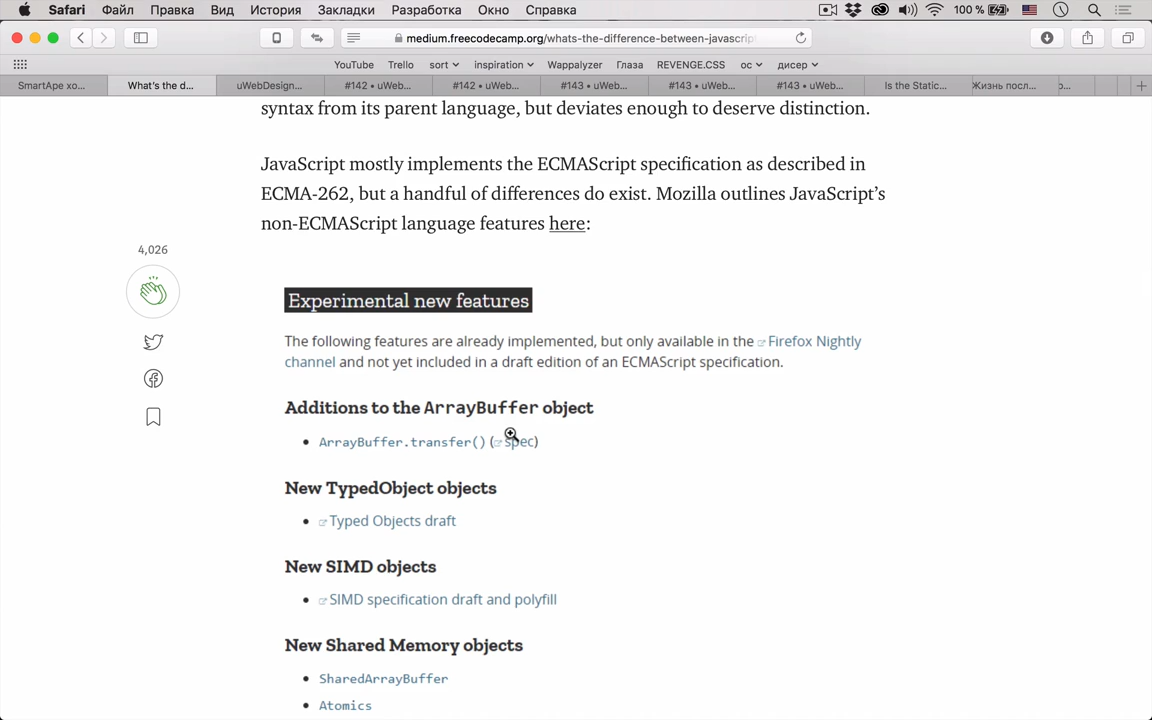 Safari Файл Правка Вид История Закладки Разработка Окно Справка 100 %
medium.freecodecamp.org/whats-the-difference-between-javascript
YouTube Trello sort inspiration Wappalyzer Глаза REVENGE.CSS ос дисер
SmartApe хо... What's the d... uWebDesign... #142 • uWeb... #142 • uWeb... #143 • uWeb... #143 • uWeb... #143 • uWeb... Is the Static... Жизнь посл...
syntax from its parent language, but deviates enough to deserve distinction.
JavaScript mostly implements the ECMAScript specification as described in
ECMA-262, but a handful of differences do exist. Mozilla outlines JavaScript's
non-ECMAScript language features here:
4,026
Experimental new features
The following features are already implemented, but only available in the Firefox Nightly
channel and not yet included in a draft edition of an ECMAScript specification.
Additions to the ArrayBuffer object
• ArrayBuffer.transfer() (spec)
New TypedObject objects
• Typed Objects draft
New SIMD objects
• SIMD specification draft and polyfill
New Shared Memory objects
• SharedArrayBuffer
• Atomics